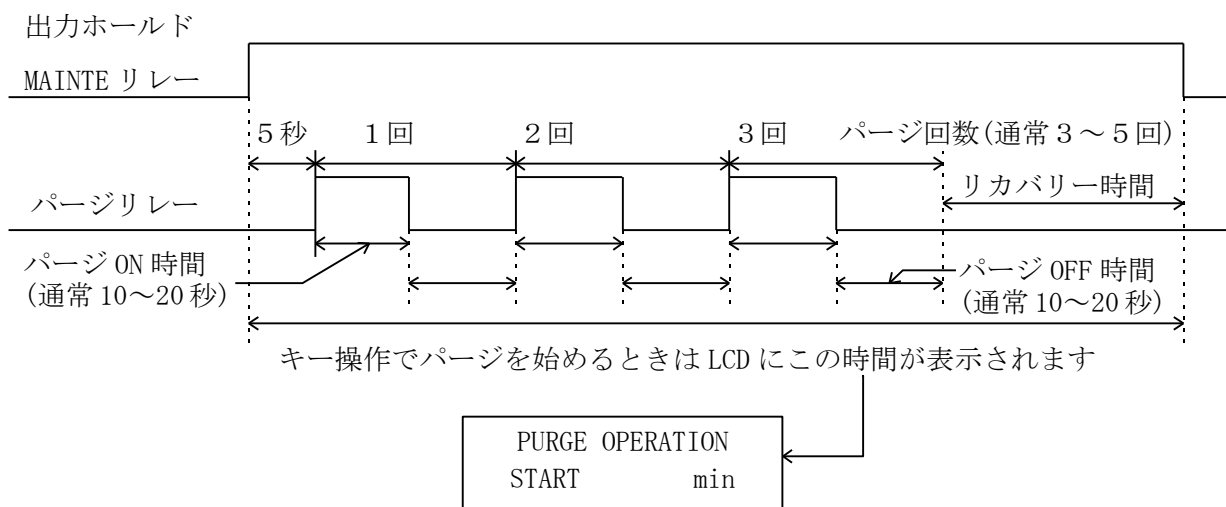 出力ホールド
MAINTE リレー
５秒 １回 ２回 ３回 パージ回数(通常３～５回)
リカバリー時間
パージリレー
パージ ON 時間
(通常 10～20 秒)
パージ OFF 時間
(通常 10～20 秒)
キー操作でパージを始めるときは LCD にこの時間が表示されます
PURGE OPERATION
START min